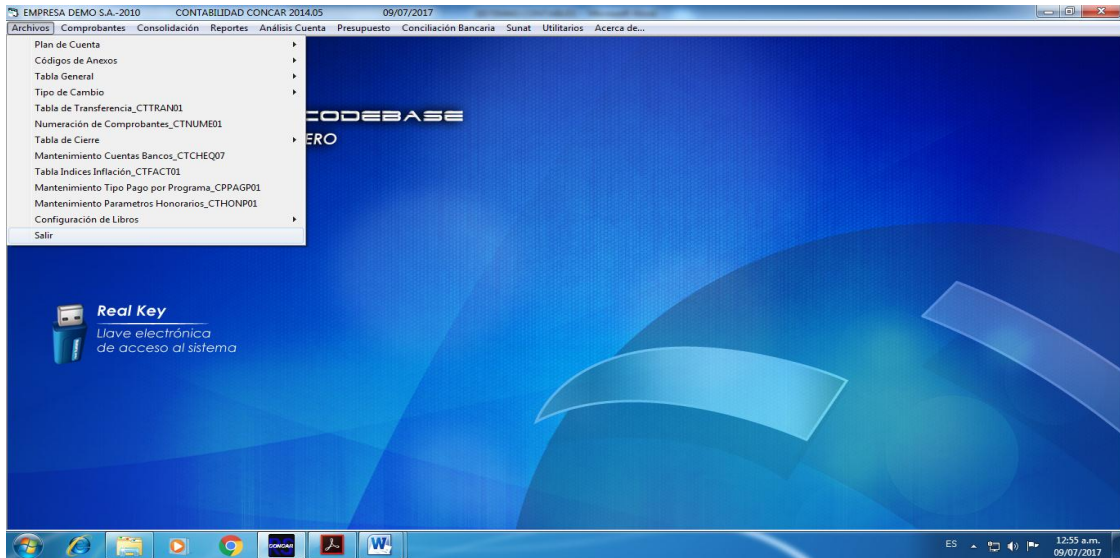 EMPRESA DEMO S.A.-2010 CONTABILIDAD CONCAR 2014.05 09/07/2017
Archivos Comprobantes Consolidación Reportes Análisis Cuenta Presupuesto Conciliación Bancaria Sunat Utilitarios Acerca de...
Plan de Cuenta
Códigos de Anexos
Tabla General
Tipo de Cambio
Tabla de Transferencia_CTTRAN01
Numeración de Comprobantes_CTNUME01
Tabla de Cierre
Mantenimiento Cuentas Bancos_CTCHEQ07
Tabla Indices Inflación_CTFACT01
Mantenimiento Tipo Pago por Programa_CPPAGP01
Mantenimiento Parametros Honorarios_CTHONP01
Configuración de Libros
Salir
CODEBASE
ERO
Real Key
Llave electrónica
de acceso al sistema
CONCAR
ES
12:55 a.m.
09/07/2017